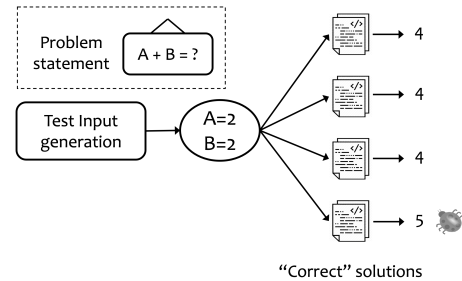 Problem
statement
A + B = ?
Test Input
generation
A=2
B=2
</>
4
</>
4
</>
4
</>
5
“Correct” solutions